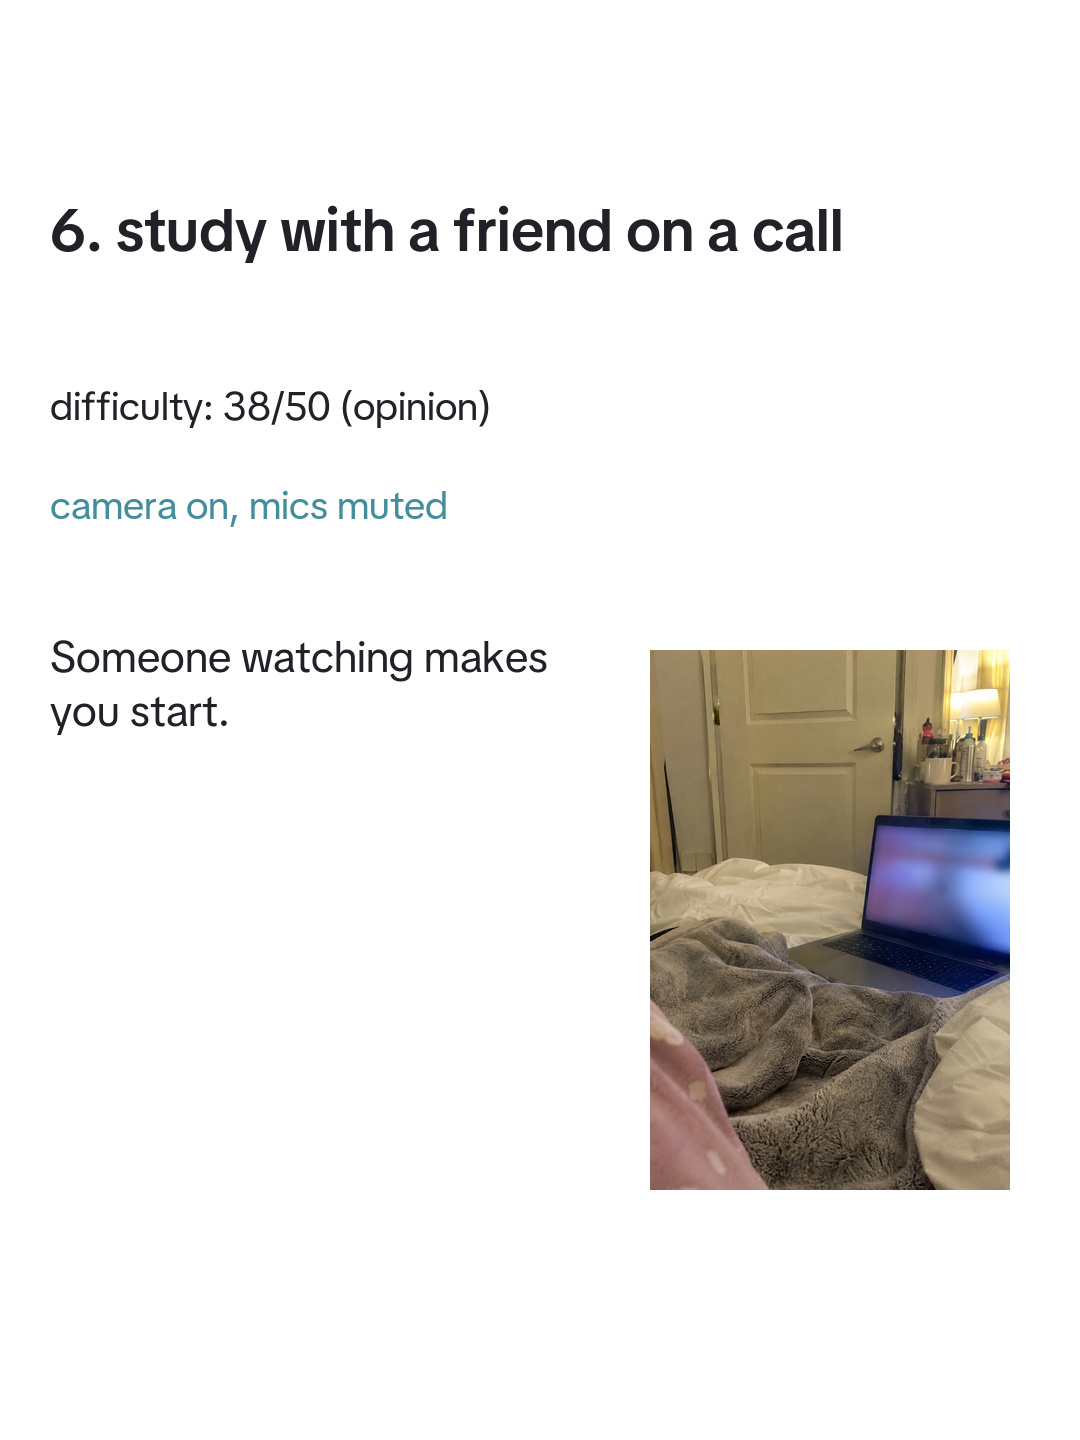 6. study with a friend on a call
difficulty: 38/50 (opinion)
camera on, mics muted
Someone watching makes
you start.